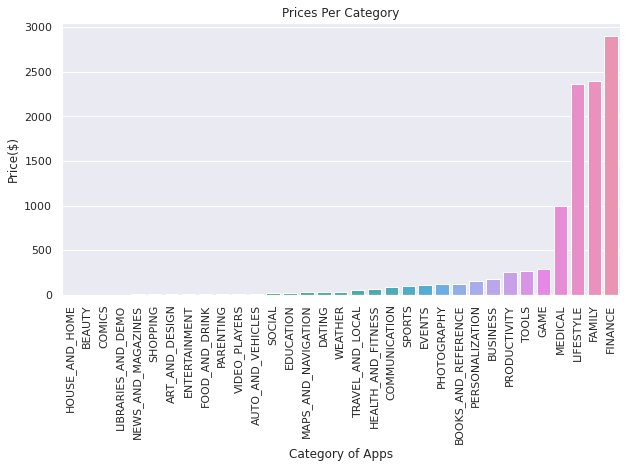 Prices Per Category
Price($)
3000
2500
2000
1500
1000
500
0
HOUSE_AND_HOME
BEAUTY
COMICS
LIBRARIES_AND_DEMO
NEWS_AND_MAGAZINES
SHOPPING
ART_AND_DESIGN
ENTERTAINMENT
FOOD_AND_DRINK
PARENTING
VIDEO_PLAYERS
AUTO_AND_VEHICLES
SOCIAL
EDUCATION
MAPS_AND_NAVIGATION
DATING
WEATHER
TRAVEL_AND_LOCAL
HEALTH_AND_FITNESS
COMMUNICATION
SPORTS
EVENTS
PHOTOGRAPHY
BOOKS_AND_REFERENCE
PERSONALIZATION
BUSINESS
PRODUCTIVITY
TOOLS
GAME
MEDICAL
LIFESTYLE
FAMILY
FINANCE
Category of Apps